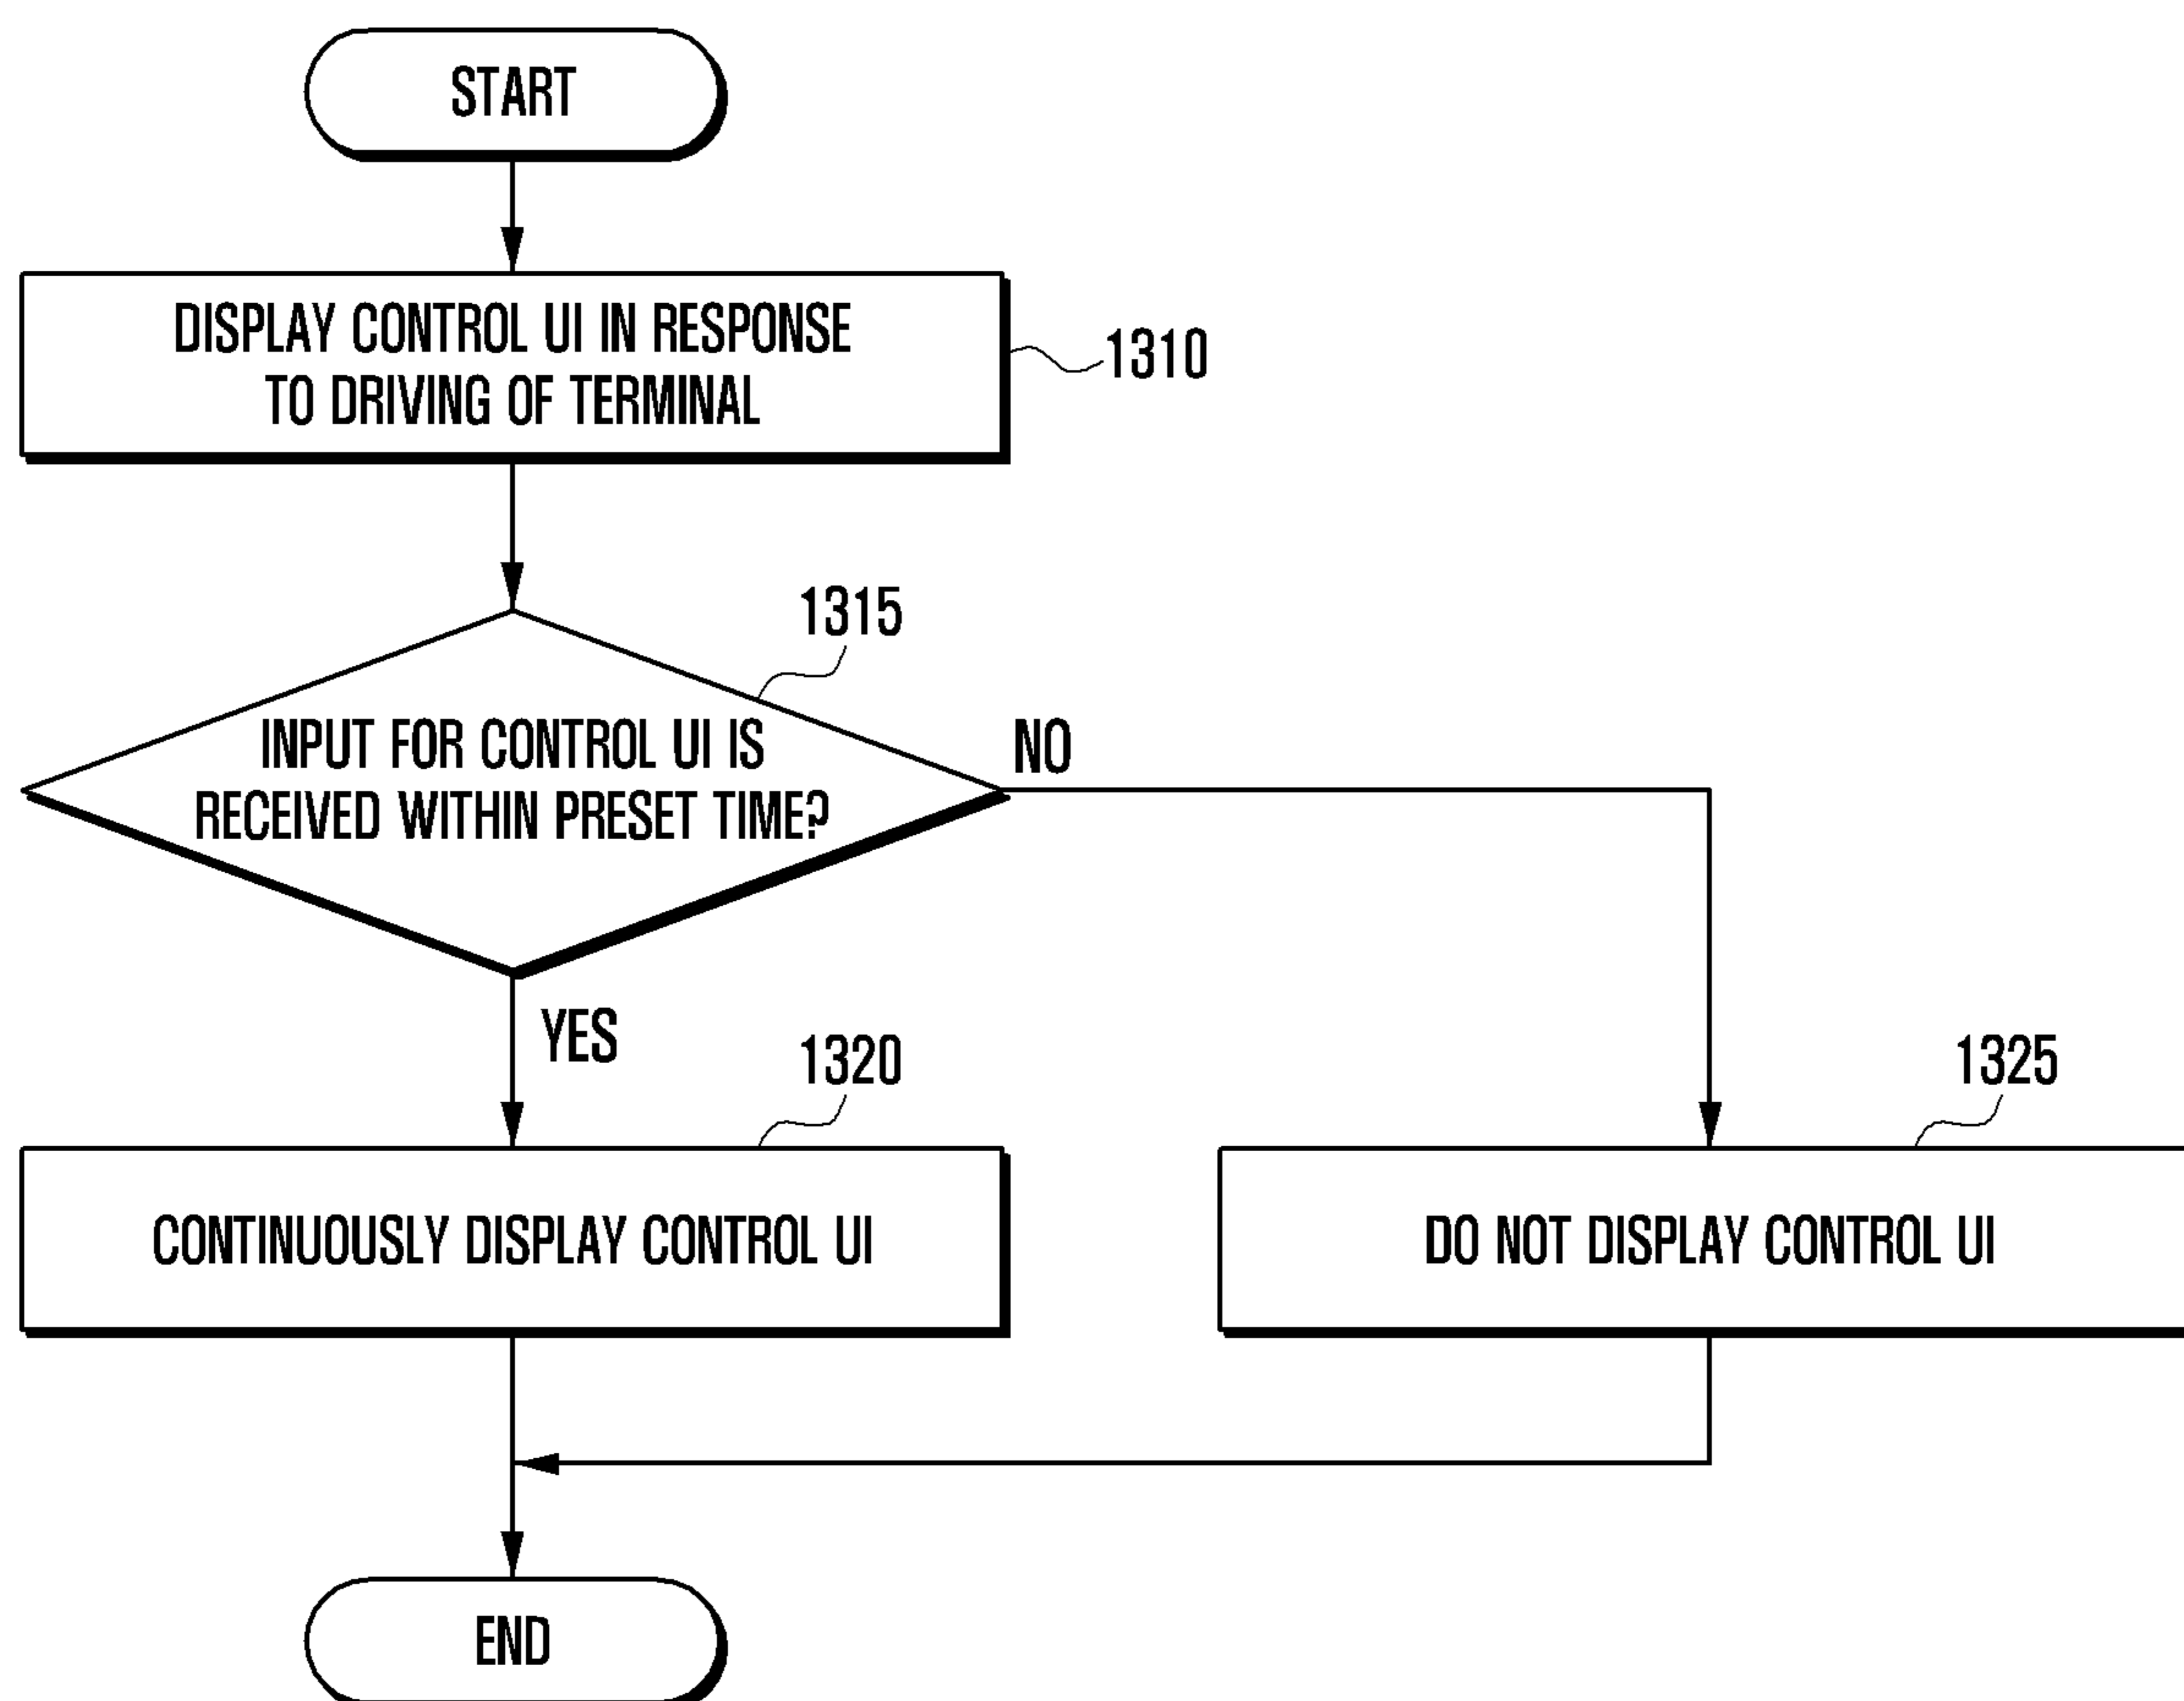 START
DISPLAY CONTROL UI IN RESPONSE
TO DRIVING OF TERMINAL
1310
1315
INPUT FOR CONTROL UI IS
RECEIVED WITHIN PRESET TIME?
NO
YES
1320
1325
CONTINUOUSLY DISPLAY CONTROL UI
DO NOT DISPLAY CONTROL UI
END